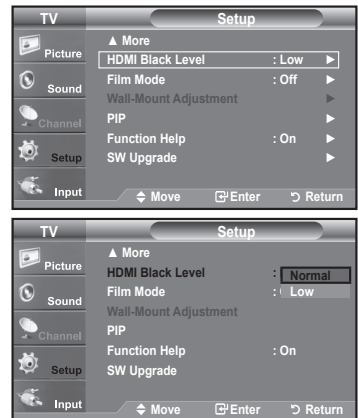 TV Setup
▲ More
Picture
HDMI Black Level : Low ►
Film Mode : Off ►
Sound
Wall-Mount Adjustment ►
Channel
PIP ►
Function Help : On ►
Setup
SW Upgrade ►
Input
Move Enter Return
TV Setup
▲ More
Picture
HDMI Black Level : Normal
Film Mode : Low
Sound
Wall-Mount Adjustment
Channel
PIP
Function Help : On
Setup
SW Upgrade
Input
Move Enter Return